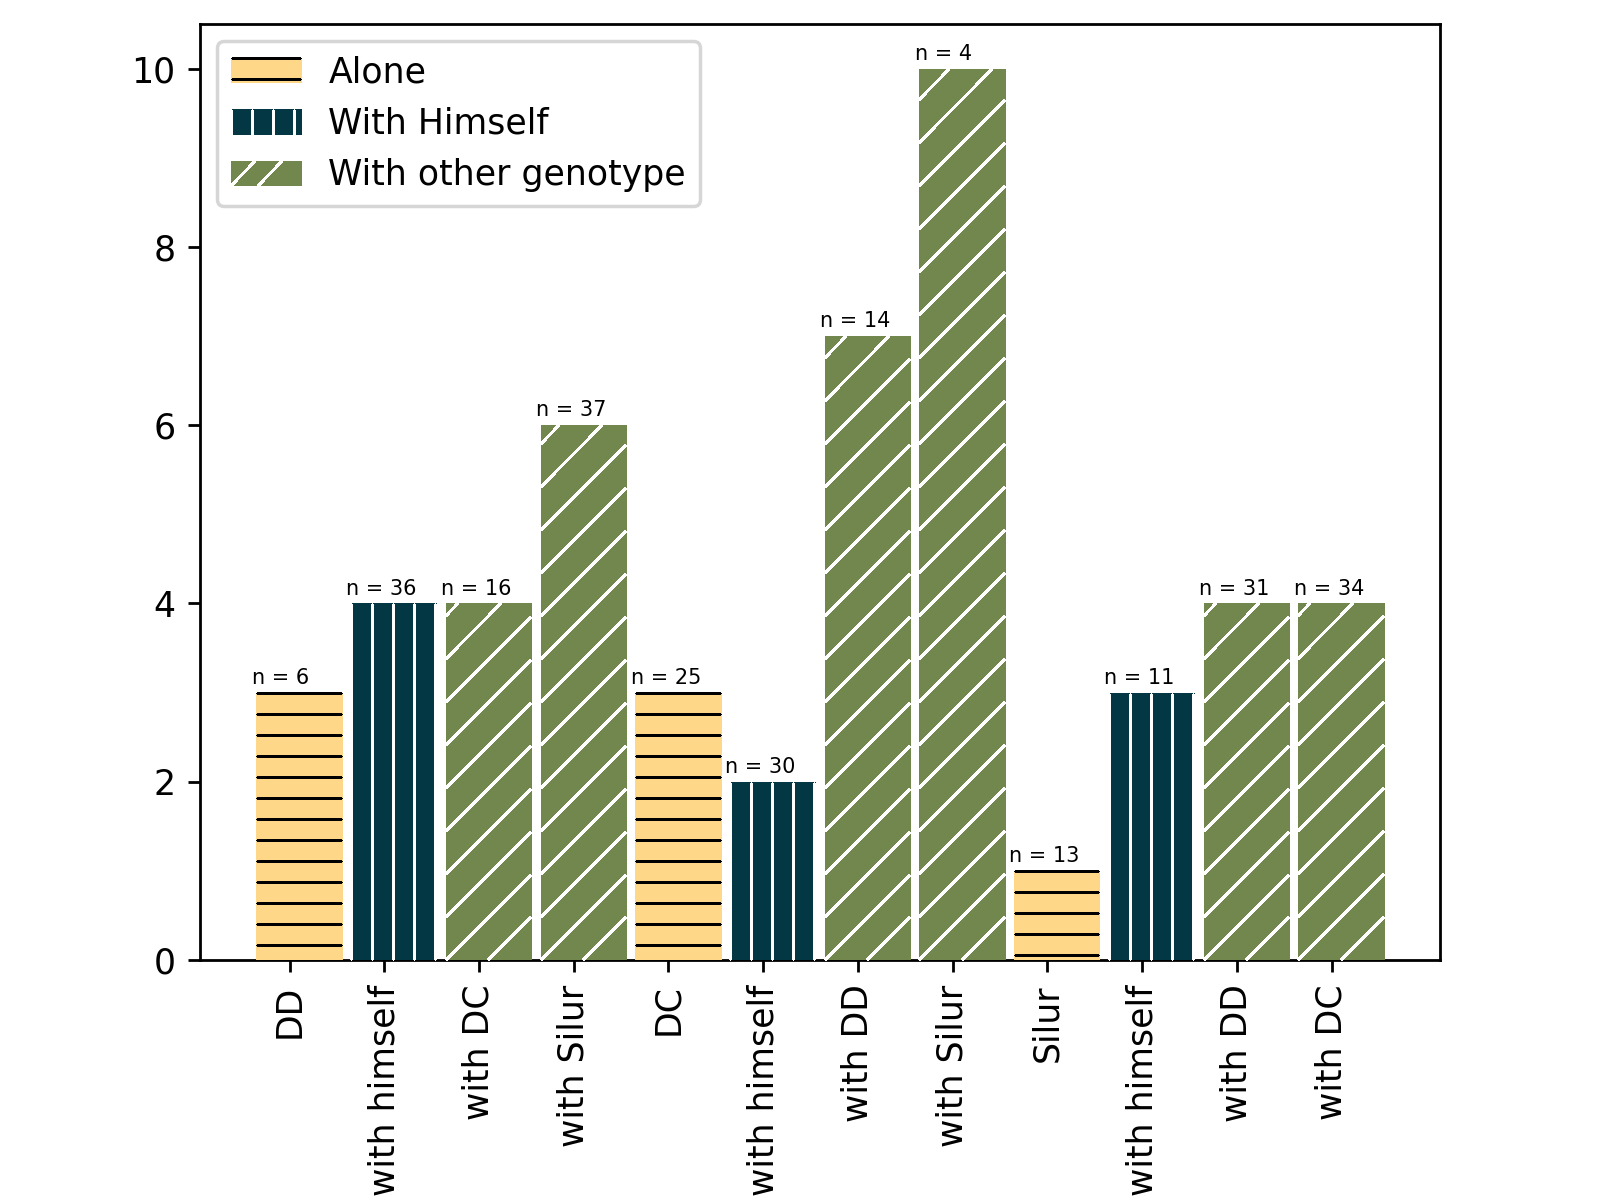 Alone
With Himself
With other genotype
10
8
6
4
2
0
n = 6
n = 36
n = 16
n = 37
n = 25
n = 30
n = 14
n = 4
n = 13
n = 11
n = 31
n = 34
DD
with himself
with DC
with Silur
DC
with himself
with DD
with Silur
Silur
with himself
with DD
with DC